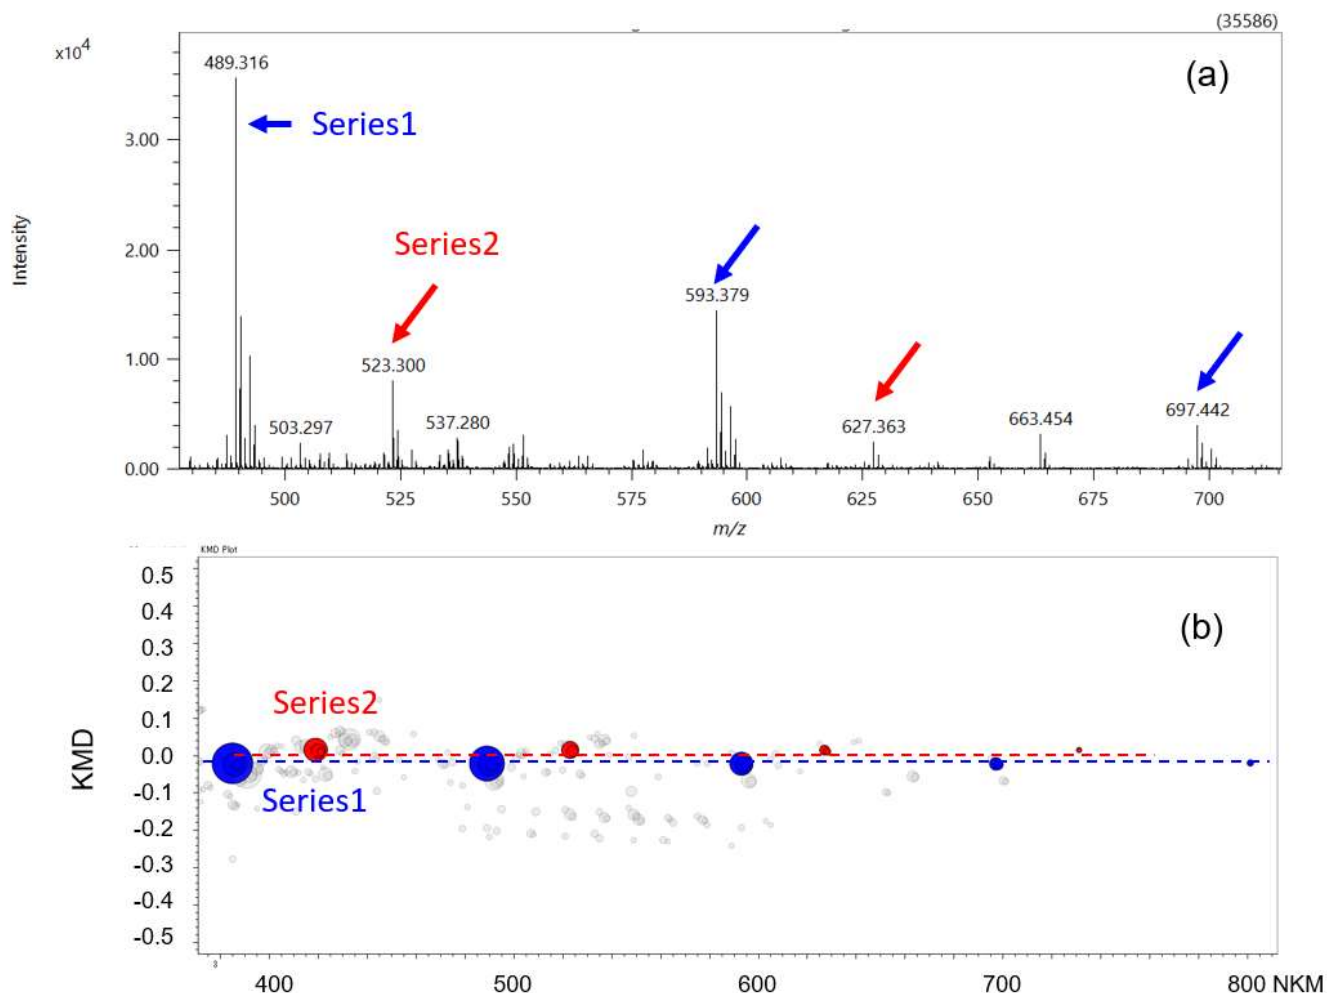 (35586)
x10⁴
(a)
489.316
Series1
3.00
Series2
2.00
Intensity
593.379
523.300
1.00
697.442
537.280
627.363
663.454
503.297
0.00
500 525 550 575 600 625 650 675 700
m/z
KMD Plot
0.5
0.4
(b)
0.3
0.2
Series2
0.1
0.0
KMD
-0.1
Series1
-0.2
-0.3
-0.4
-0.5
400 500 600 700 800 NKM